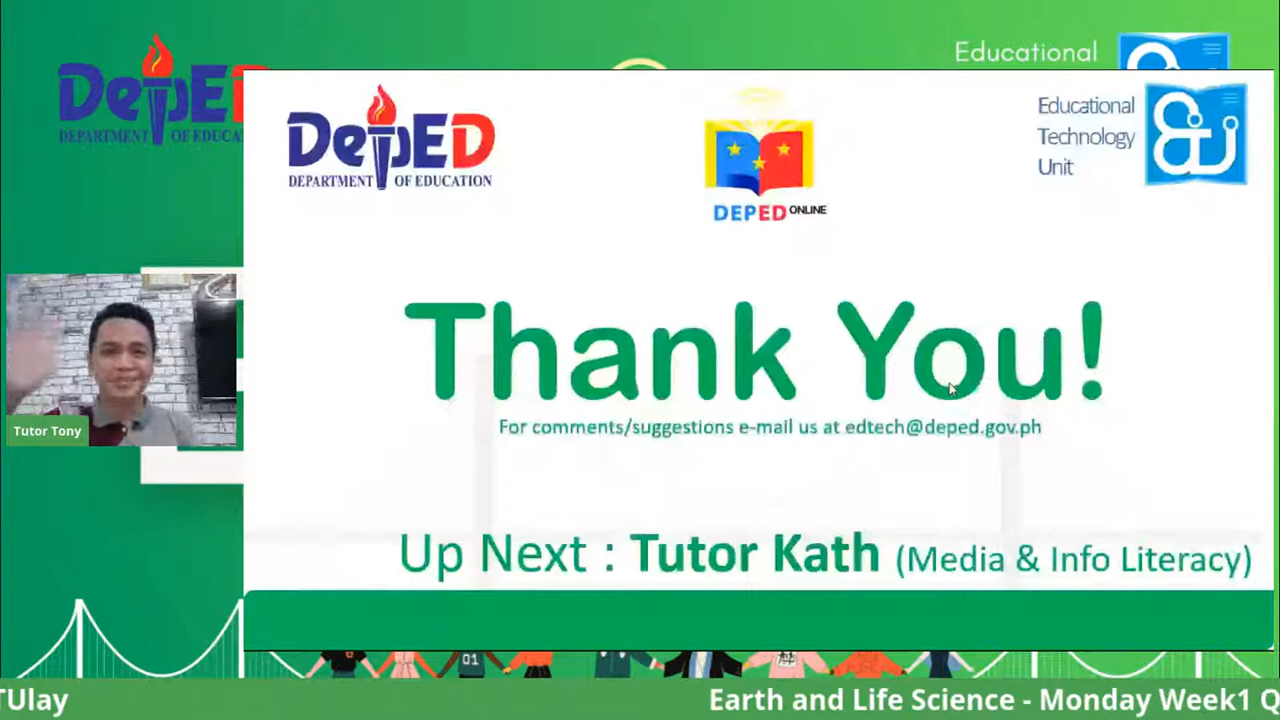 DepED
DEPARTMENT OF EDUCATION
Educational
DepED
DEPARTMENT OF EDUCATION
DEPED ONLINE
Educational
Technology
Unit
Thank You!
For comments/suggestions e-mail us at edtech@deped.gov.ph
Tutor Tony
Up Next : Tutor Kath (Media & Info Literacy)
01
TUlay
Earth and Life Science - Monday Week1 Q